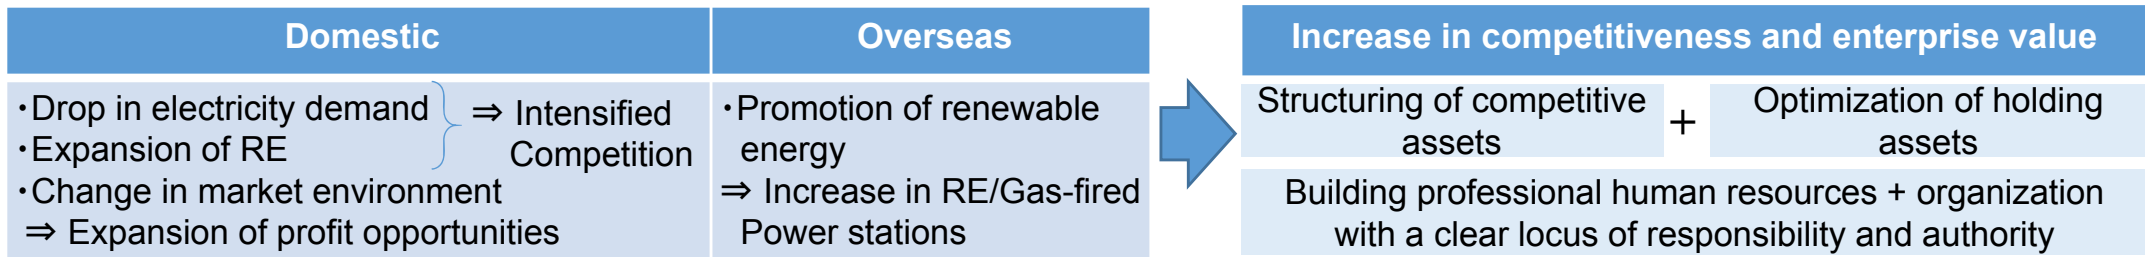 Domestic
・Drop in electricity demand
・Expansion of RE
⇒ Intensified
Competition
・Change in market environment
⇒ Expansion of profit opportunities
Overseas
・Promotion of renewable
energy
⇒ Increase in RE/Gas-fired
Power stations
Increase in competitiveness and enterprise value
Structuring of competitive
assets
+
Optimization of holding
assets
Building professional human resources + organization
with a clear locus of responsibility and authority